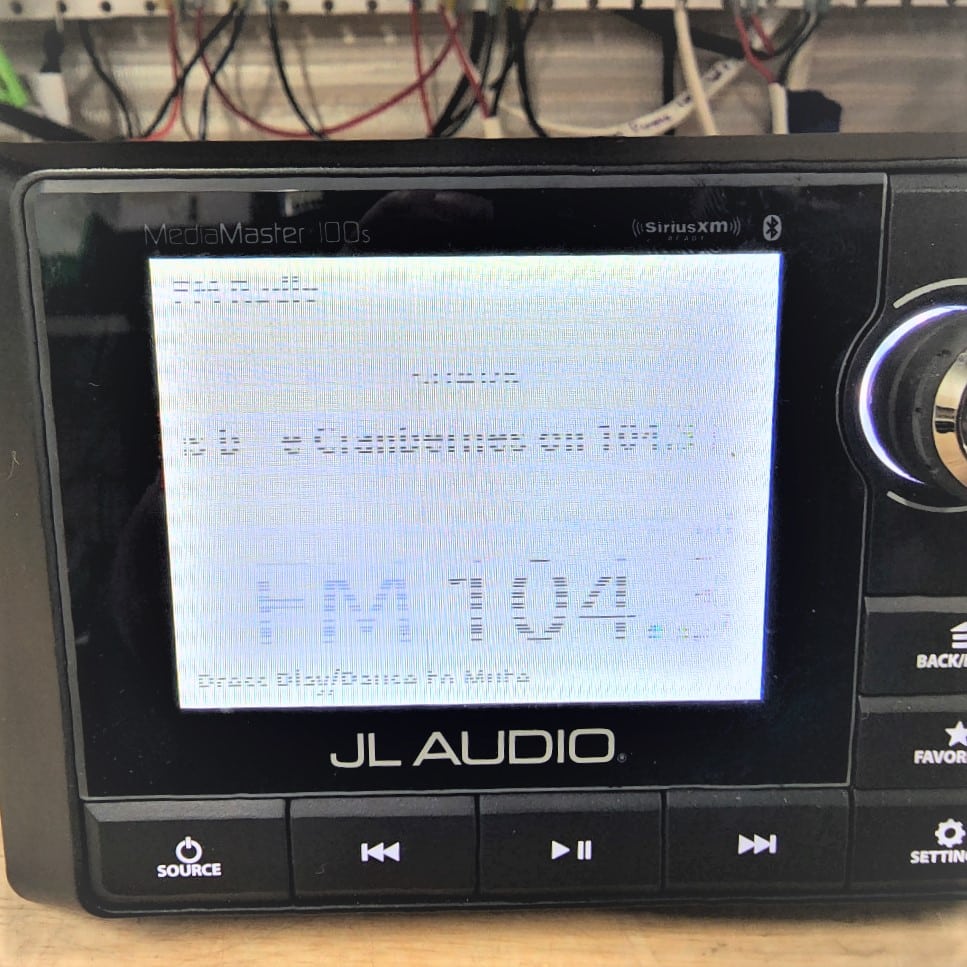 MediaMaster 100s
((SiriusXM))
READY
FM Radio
e Cranberries on 104.3
FM 104
Press Play/Pause to Mute
JL AUDIO®
SOURCE
BACK/
FAVOR
SETTIN